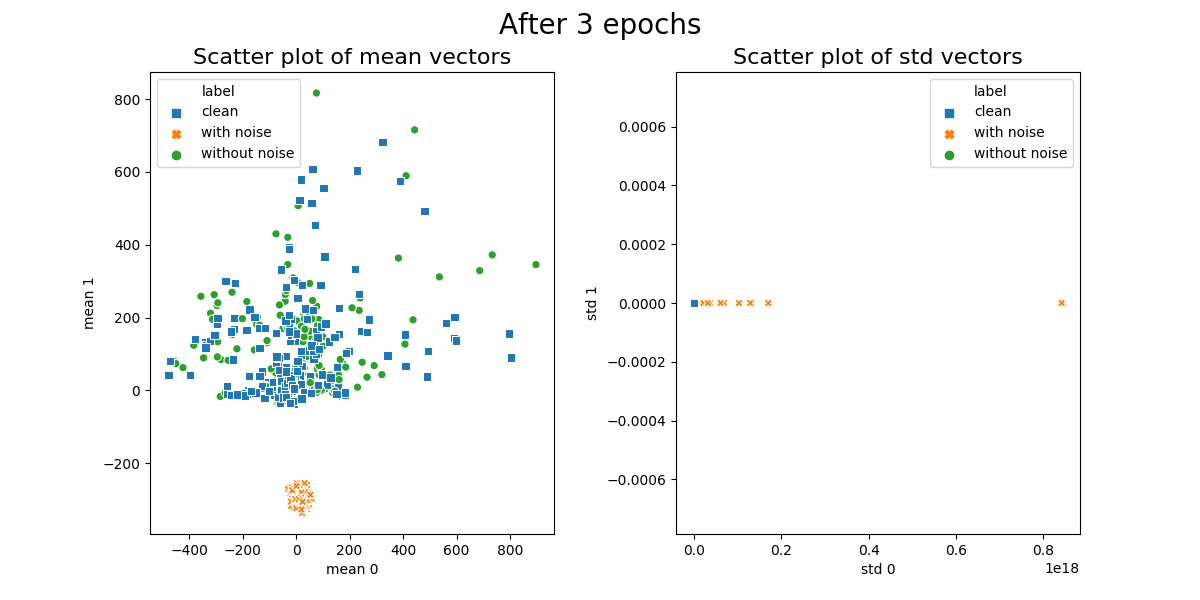 After 3 epochs
Scatter plot of mean vectors
label
clean
with noise
without noise
800
600
400
200
0
−200
mean 1
−400
−200
0
200
400
600
800
mean 0
Scatter plot of std vectors
label
clean
with noise
without noise
0.0006
0.0004
0.0002
0.0000
−0.0002
−0.0004
−0.0006
std 1
0.0
0.2
0.4
0.6
0.8
1e18
std 0